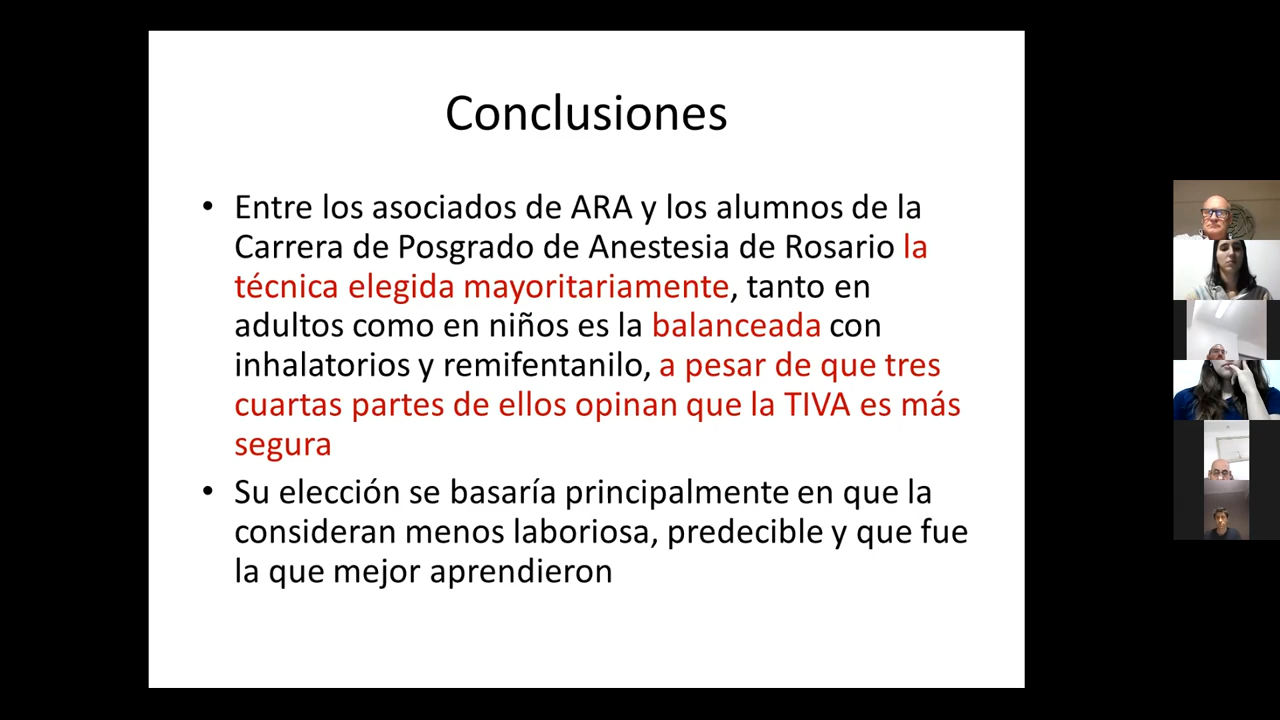 Conclusiones
• Entre los asociados de ARA y los alumnos de la
Carrera de Posgrado de Anestesia de Rosario la
técnica elegida mayoritariamente, tanto en
adultos como en niños es la balanceada con
inhalatorios y remifentanilo, a pesar de que tres
cuartas partes de ellos opinan que la TIVA es más
segura
• Su elección se basaría principalmente en que la
consideran menos laboriosa, predecible y que fue
la que mejor aprendieron